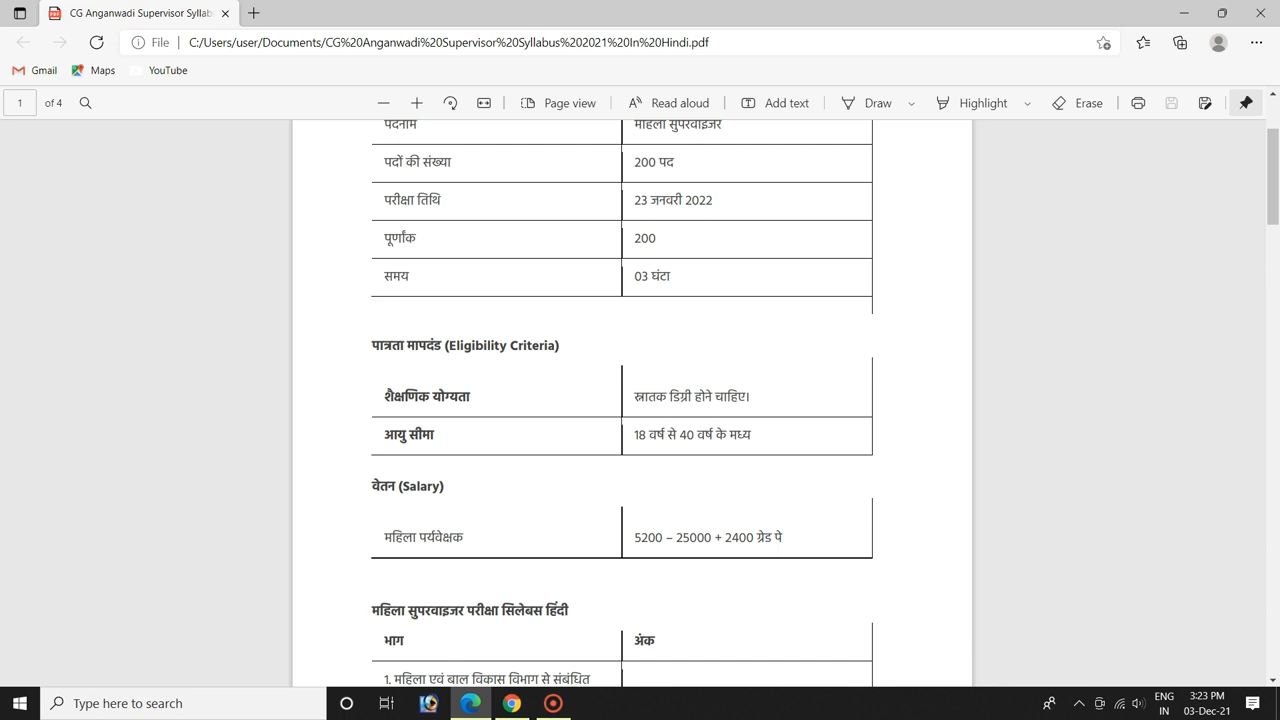 CG Anganwadi Supervisor Syllab
File C:/Users/user/Documents/CG%20Anganwadi%20Supervisor%20Syllabus%202021%20In%20Hindi.pdf
Gmail Maps YouTube
1 of 4 Page view Read aloud Add text Draw Highlight Erase
पदनाम महिला सुपरवाइजर
पदों की संख्या 200 पद
परीक्षा तिथि 23 जनवरी 2022
पूर्णांक 200
समय 03 घंटा
पात्रता मापदंड (Eligibility Criteria)
शैक्षणिक योग्यता स्नातक डिग्री होने चाहिए।
आयु सीमा 18 वर्ष से 40 वर्ष के मध्य
वेतन (Salary)
महिला पर्यवेक्षक 5200 – 25000 + 2400 ग्रेड पे
महिला सुपरवाइजर परीक्षा सिलेबस हिंदी
भाग अंक
1. महिला एवं बाल विकास विभाग से संबंधित
Type here to search ENG 3:23 PM
IN 03-Dec-21